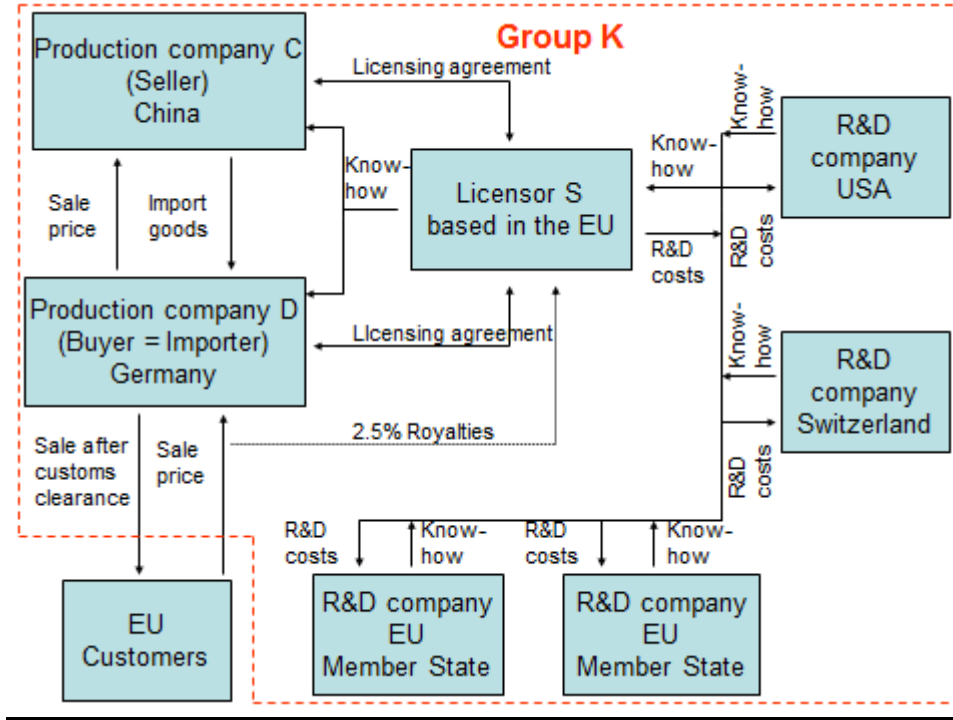 Group K
Production company C
(Seller)
China
Licensing agreement
Know-
how
R&D
company
USA
Know-
how
Know-
how
Licensor S
based in the EU
Sale
price
Import
goods
R&D
costs
R&D
costs
Production company D
(Buyer = Importer)
Germany
LIcensing agreement
Know-
how
R&D
company
Switzerland
R&D
costs
2.5% Royalties
Sale after
customs
clearance
Sale
price
R&D
costs
Know-
how
R&D
costs
Know-
how
EU
Customers
R&D company
EU
Member State
R&D company
EU
Member State